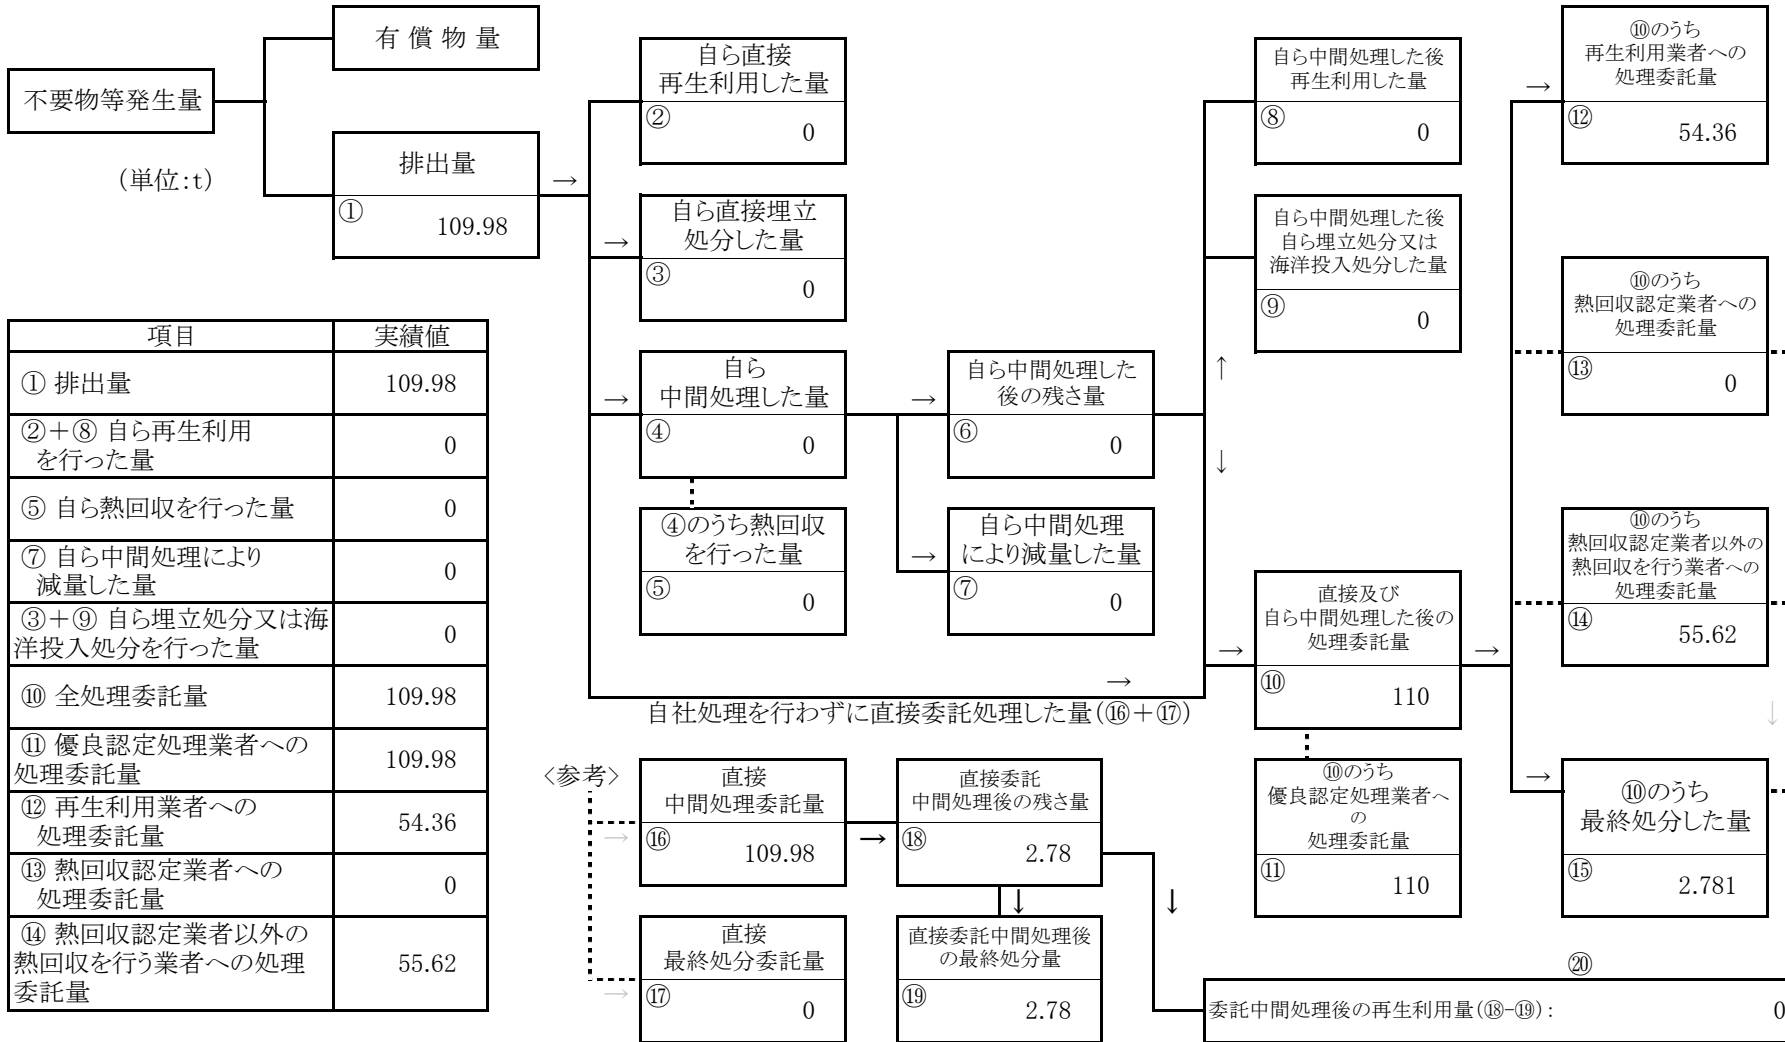 有 償 物 量
不要物等発生量
(単位:t)
排出量
①
109.98
→
自ら直接
再生利用した量
②
0
→
自ら直接埋立
処分した量
③
0
→
自ら
中間処理した量
④
0
④のうち熱回収
を行った量
⑤
0
→
自ら中間処理した
後の残さ量
⑥
0
→
自ら中間処理
により減量した量
⑦
0
自ら中間処理した後
再生利用した量
⑧
0
自ら中間処理した後
自ら埋立処分又は
海洋投入処分した量
⑨
0
↑
↓
→
自社処理を行わずに直接委託処理した量(⑯+⑰)
→
直接及び
自ら中間処理した後の
処理委託量
⑩
110
→
⑩のうち
優良認定処理業者へ
の
処理委託量
⑪
110
→
⑩のうち
再生利用業者への
処理委託量
⑫
54.36
⑩のうち
熱回収認定業者への
処理委託量
⑬
0
⑩のうち
熱回収認定業者以外の
熱回収を行う業者への
処理委託量
⑭
55.62
↓
→
⑩のうち
最終処分した量
⑮
2.781
項目 実績値
① 排出量 109.98
②+⑧ 自ら再生利用
を行った量 0
⑤ 自ら熱回収を行った量 0
⑦ 自ら中間処理により
減量した量 0
③+⑨ 自ら埋立処分又は海
洋投入処分を行った量 0
⑩ 全処理委託量 109.98
⑪ 優良認定処理業者への
処理委託量 109.98
⑫ 再生利用業者への
処理委託量 54.36
⑬ 熱回収認定業者への
処理委託量 0
⑭ 熱回収認定業者以外の
熱回収を行う業者への処理
委託量 55.62
<参考>
→
直接
中間処理委託量
⑯
109.98
→
直接委託
中間処理後の残さ量
⑱
2.78
→
直接
最終処分委託量
⑰
0
↓
直接委託中間処理後
の最終処分量
⑲
2.78
↓
⑳
委託中間処理後の再生利用量(⑱-⑲): 0